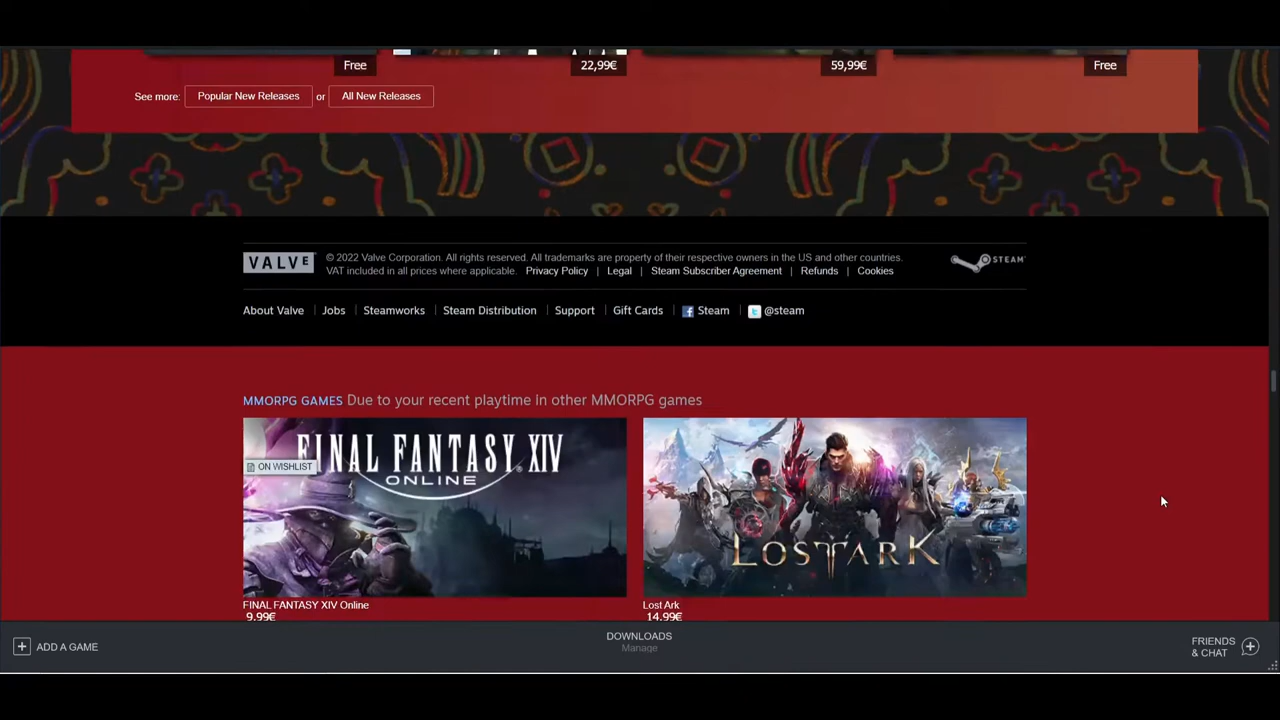 Free
22,99€
59,99€
Free
See more: Popular New Releases or All New Releases
VALVE © 2022 Valve Corporation. All rights reserved. All trademarks are property of their respective owners in the US and other countries.
VAT included in all prices where applicable. Privacy Policy | Legal | Steam Subscriber Agreement | Refunds | Cookies
STEAM
About Valve | Jobs | Steamworks | Steam Distribution | Support | Gift Cards | Steam | @steam
MMORPG GAMES Due to your recent playtime in other MMORPG games
FINAL FANTASY XIV
ONLINE
ON WISHLIST
LOST ARK
FINAL FANTASY XIV Online
9,99€
Lost Ark
14,99€
ADD A GAME
DOWNLOADS
Manage
FRIENDS
& CHAT